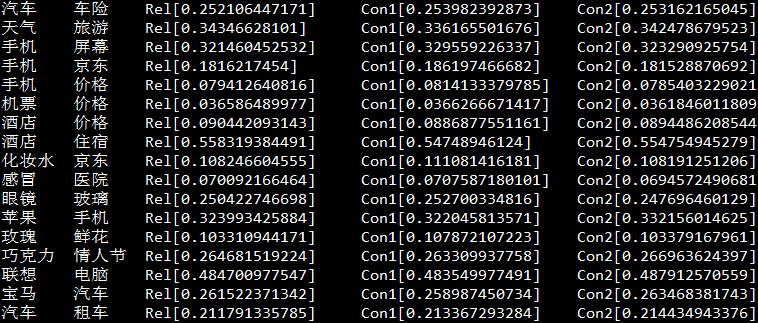 汽车 车险 Rel[0.252106447171] Con1[0.253982392873] Con2[0.253162165045]
天气 旅游 Rel[0.34346628101] Con1[0.336165501676] Con2[0.342478679523]
手机 屏幕 Rel[0.321460452532] Con1[0.329559226337] Con2[0.323290925754]
手机 京东 Rel[0.1816217454] Con1[0.186197466682] Con2[0.181528870692]
手机 价格 Rel[0.079412640816] Con1[0.0814133379785] Con2[0.0785403229021
机票 价格 Rel[0.036586489977] Con1[0.0366266671417] Con2[0.0361846011809
酒店 价格 Rel[0.090442093143] Con1[0.0886877551161] Con2[0.0894486208544
酒店 住宿 Rel[0.558319384491] Con1[0.54748946124] Con2[0.554754945279]
化妆水 京东 Rel[0.108246604555] Con1[0.111081416181] Con2[0.108191251206]
感冒 医院 Rel[0.070092166464] Con1[0.0707587180101] Con2[0.0694572490681
眼镜 玻璃 Rel[0.250422746698] Con1[0.252700334816] Con2[0.247696460129]
苹果 手机 Rel[0.323993425884] Con1[0.322045813571] Con2[0.332156014625]
玫瑰 鲜花 Rel[0.103310944171] Con1[0.107872107223] Con2[0.103379167961]
巧克力 情人节 Rel[0.264681519224] Con1[0.263309937758] Con2[0.266963624397]
联想 电脑 Rel[0.484700977547] Con1[0.483549977491] Con2[0.487912570559]
宝马 汽车 Rel[0.261522371342] Con1[0.258987450734] Con2[0.263468381743]
汽车 租车 Rel[0.211791335785] Con1[0.213367293284] Con2[0.214434943376]